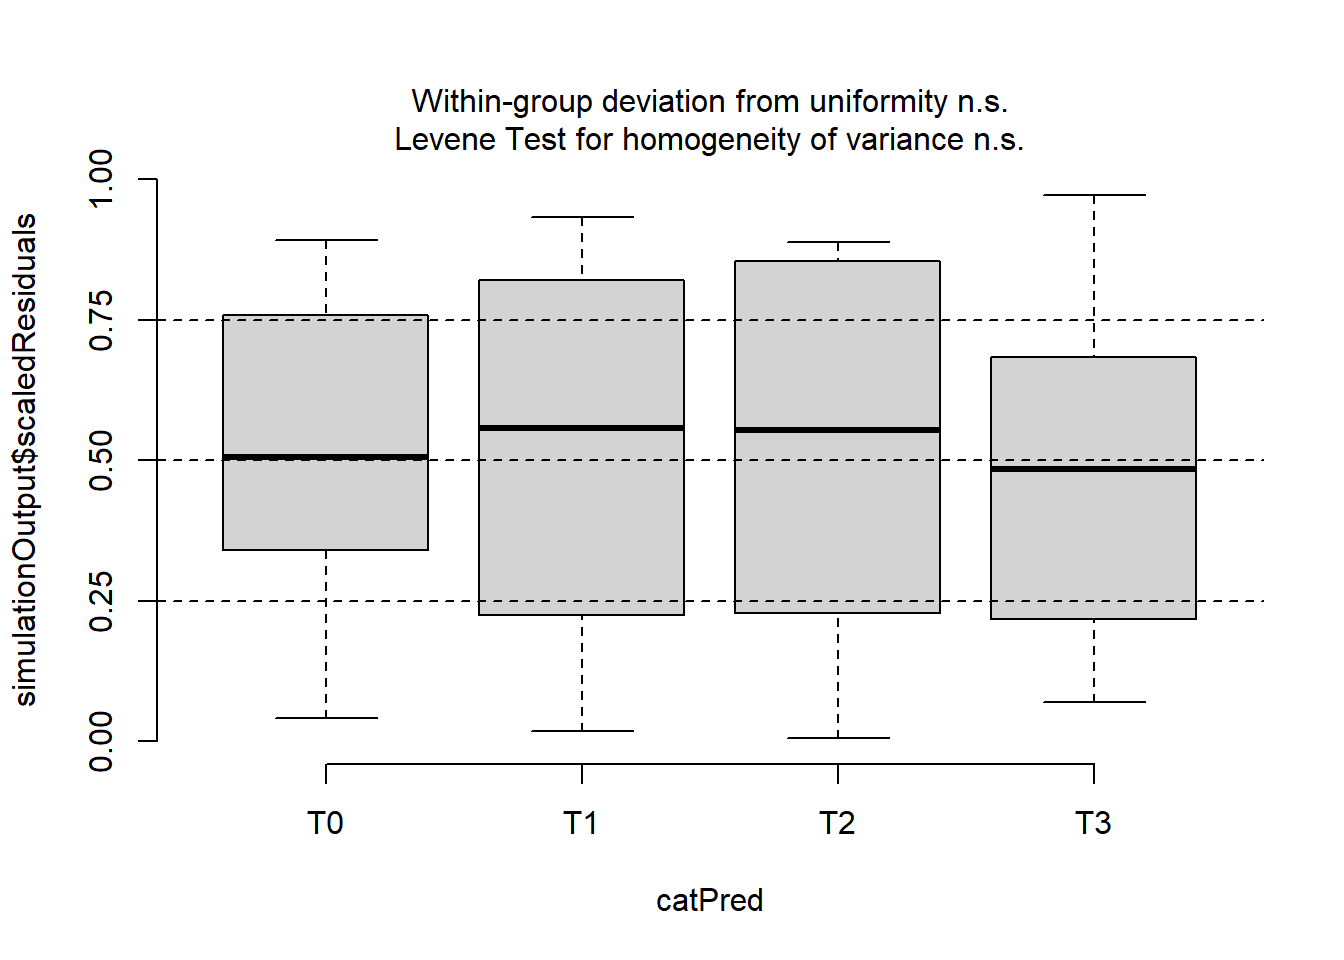 Within-group deviation from uniformity n.s.
Levene Test for homogeneity of variance n.s.
simulationOutput$scaledResiduals
1.00
0.75
0.50
0.25
0.00
T0 T1 T2 T3
catPred